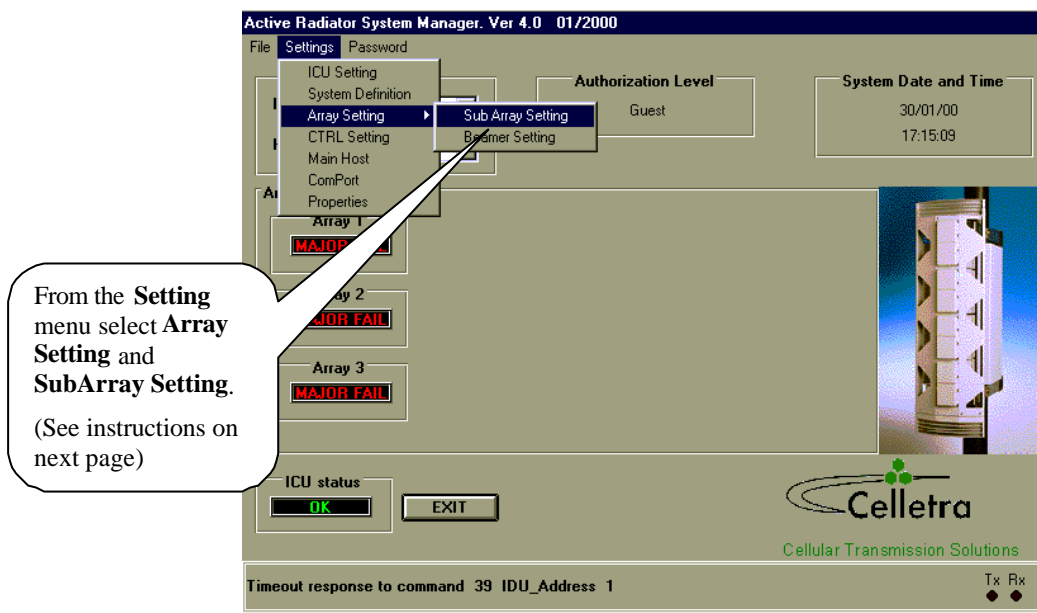 Active Radiator System Manager. Ver 4.0 01/2000
File Settings Password
ICU Setting
System Definition
Array Setting
CTRL Setting
Main Host
ComPort
Properties
Sub Array Setting
Beamer Setting
Authorization Level
Guest
System Date and Time
30/01/00
17:15:09
Array 1
MAJOR FAIL
Array 2
MAJOR FAIL
Array 3
MAJOR FAIL
From the Setting
menu select Array
Setting and
SubArray Setting.
(See instructions on
next page)
ICU status
OK
EXIT
Celletra
Cellular Transmission Solutions
Timeout response to command 39 IDU_Address 1
Tx Rx